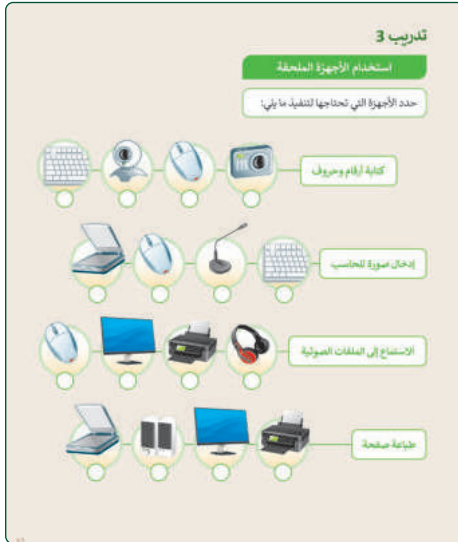 تدريب 3
استخدام الأجهزة الملحقة
حدد الأجهزة التي تحتاجها لتنفيذ ما يلي:
كتابة أرقام وحروف
إدخال صورة للحاسب
الاستماع إلى الملفات الصوتية
طباعة صفحة